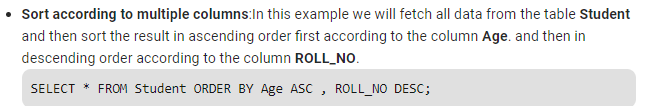 • Sort according to multiple columns:In this example we will fetch all data from the table Student
and then sort the result in ascending order first according to the column Age. and then in
descending order according to the column ROLL_NO.
SELECT * FROM Student ORDER BY Age ASC , ROLL_NO DESC;